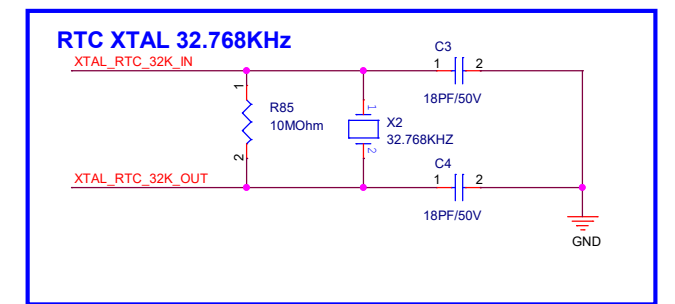 RTC XTAL 32.768KHz
XTAL_RTC_32K_IN
C3
1 2
18PF/50V
1
R85
10MOhm
2
1
X2
32.768KHZ
2
XTAL_RTC_32K_OUT
C4
1 2
18PF/50V
GND